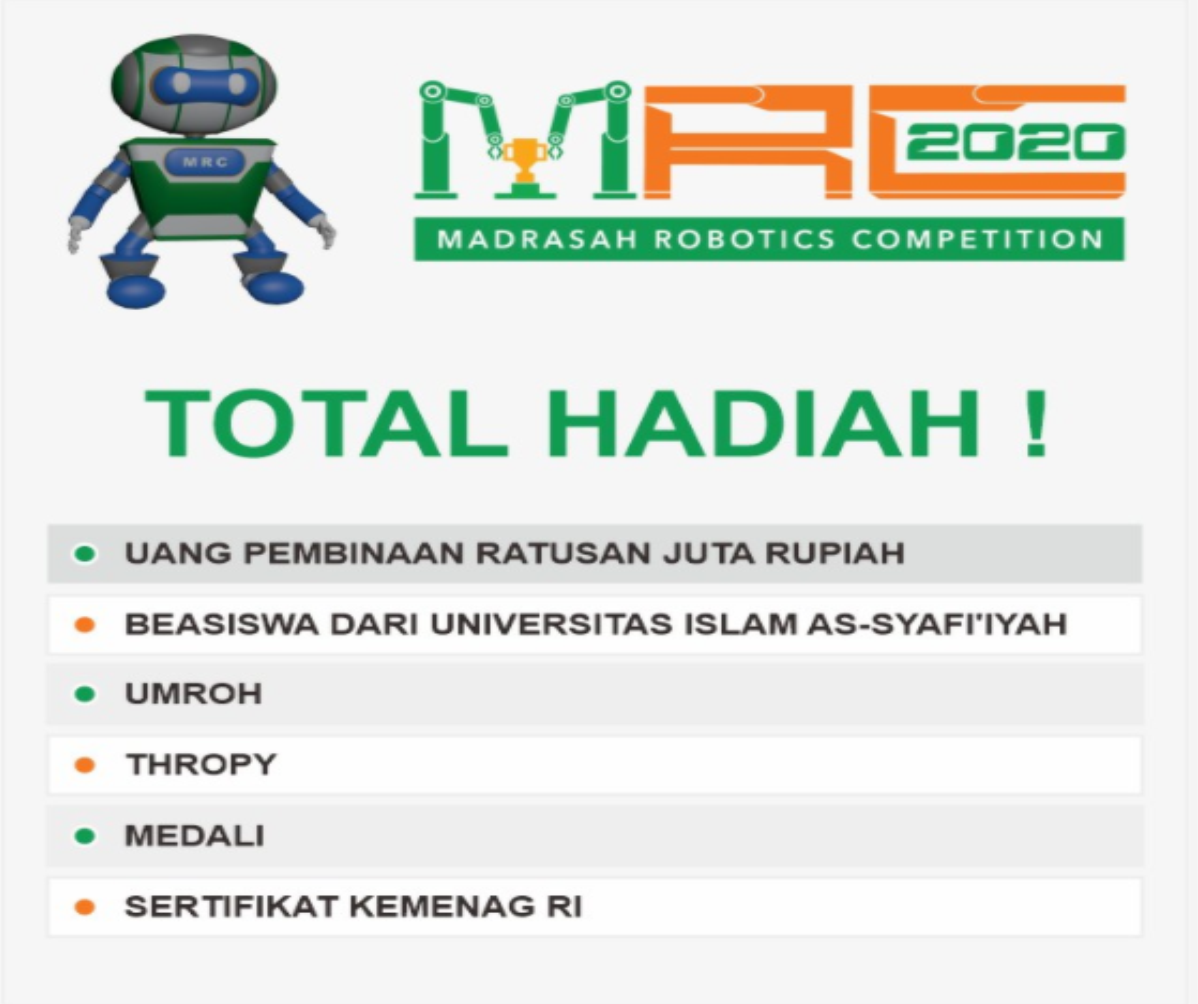 MRC
MRC 2020
MADRASAH ROBOTICS COMPETITION
TOTAL HADIAH !
UANG PEMBINAAN RATUSAN JUTA RUPIAH
BEASISWA DARI UNIVERSITAS ISLAM AS-SYAFI'IYAH
UMROH
THROPY
MEDALI
SERTIFIKAT KEMENAG RI